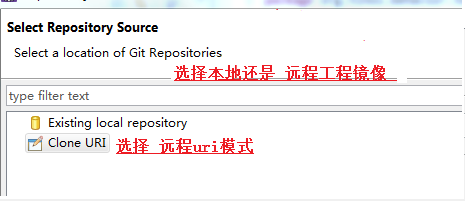 Select Repository Source
Select a location of Git Repositories
选择本地还是 远程工程镜像
type filter text
Existing local repository
Clone URI 选择 远程uri模式